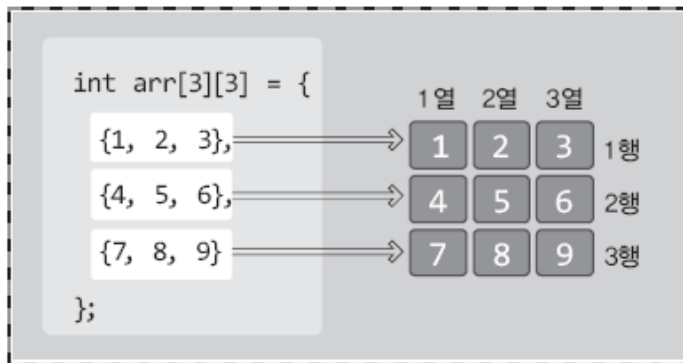 int arr[3][3] = {
{1, 2, 3},
{4, 5, 6},
{7, 8, 9}
};
1열 2열 3열
1 2 3 1행
4 5 6 2행
7 8 9 3행